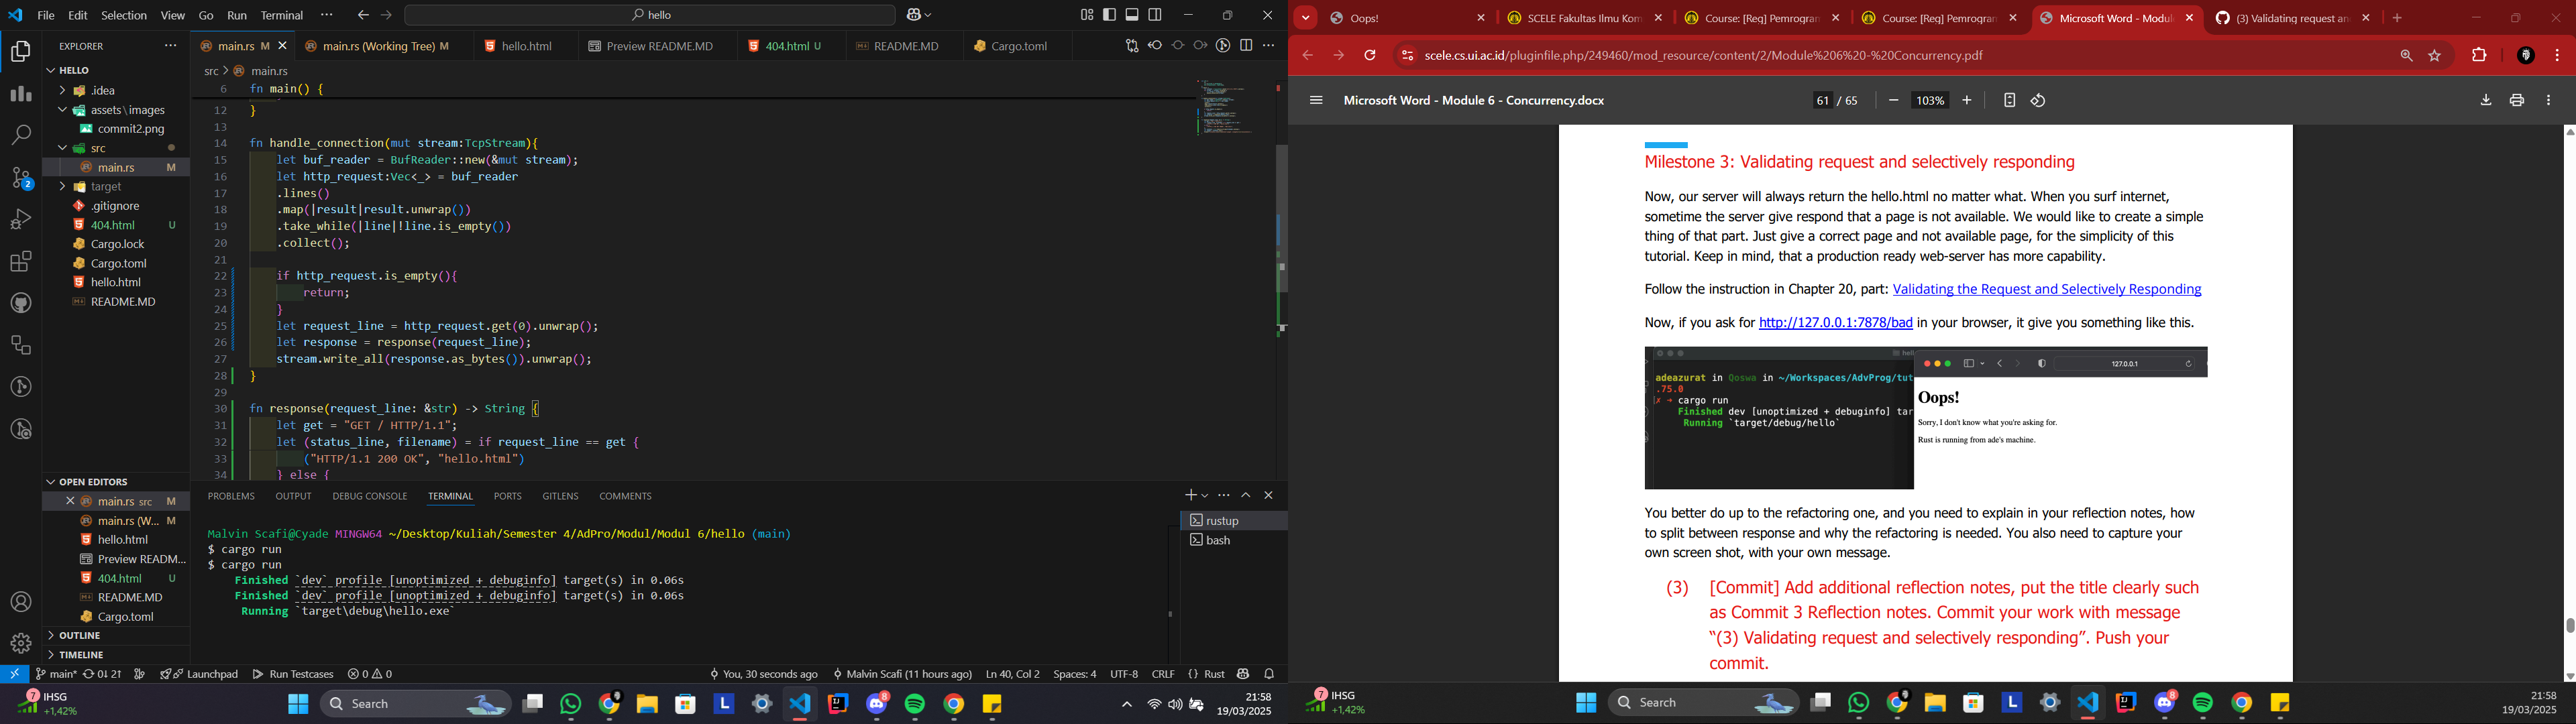 File Edit Selection View Go Run Terminal
hello
EXPLORER
main.rs M
main.rs (Working Tree) M
hello.html
Preview README.MD
404.html U
README.MD
Cargo.toml
HELLO
.idea
assets \ images
commit2.png
src
main.rs M
target
.gitignore
404.html U
Cargo.lock
Cargo.toml
hello.html
README.MD
OPEN EDITORS
main.rs src M
main.rs (W... M
hello.html
Preview READM...
404.html U
README.MD
Cargo.toml
OUTLINE
TIMELINE
src > main.rs
6 fn main() {
12 }
13
14 fn handle_connection(mut stream:TcpStream){
15 let buf_reader = BufReader::new(&mut stream);
16 let http_request:Vec<_> = buf_reader
17 .lines()
18 .map(|result|result.unwrap())
19 .take_while(|line|!line.is_empty())
20 .collect();
21
22 if http_request.is_empty(){
23 return;
24 }
25 let request_line = http_request.get(0).unwrap();
26 let response = response(request_line);
27 stream.write_all(response.as_bytes()).unwrap();
28 }
29
30 fn response(request_line: &str) -> String {
31 let get = "GET / HTTP/1.1";
32 let (status_line, filename) = if request_line == get {
33 ("HTTP/1.1 200 OK", "hello.html")
34 } else {
PROBLEMS OUTPUT DEBUG CONSOLE TERMINAL PORTS GITLENS COMMENTS
rustup
bash
Malvin Scafi@Cyade MINGW64 ~/Desktop/Kuliah/Semester 4/AdPro/Modul/Modul 6/hello (main)
$ cargo run
$ cargo run
Finished `dev` profile [unoptimized + debuginfo] target(s) in 0.06s
Finished `dev` profile [unoptimized + debuginfo] target(s) in 0.06s
Running `target\debug\hello.exe`
main* 0↓ 2↑ Launchpad Run Testcases 0 0 You, 30 seconds ago Malvin Scafi (11 hours ago) Ln 40, Col 2 Spaces: 4 UTF-8 CRLF {} Rust
7 IHSG
+1,42%
Search
21:58
19/03/2025
Oops!
SCELE Fakultas Ilmu Kom
Course: [Req] Pemrogran
Course: [Req] Pemrogran
Microsoft Word - Modul
(3) Validating request an
scele.cs.ui.ac.id/pluginfile.php/249460/mod_resource/content/2/Module%206%20-%20Concurrency.pdf
Microsoft Word - Module 6 - Concurrency.docx
61 / 65
103%
Milestone 3: Validating request and selectively responding
Now, our server will always return the hello.html no matter what. When you surf internet,
sometime the server give respond that a page is not available. We would like to create a simple
thing of that part. Just give a correct page and not available page, for the simplicity of this
tutorial. Keep in mind, that a production ready web-server has more capability.
Follow the instruction in Chapter 20, part: Validating the Request and Selectively Responding
Now, if you ask for http://127.0.0.1:7878/bad in your browser, it give you something like this.
hell
127.0.0.1
adeazurat in Qoswa in ~/Workspaces/AdvProg/tut
.75.0
✗ → cargo run
Finished dev [unoptimized + debuginfo] tar
Running `target/debug/hello`
Oops!
Sorry, I don't know what you're asking for.
Rust is running from ade's machine.
You better do up to the refactoring one, and you need to explain in your reflection notes, how
to split between response and why the refactoring is needed. You also need to capture your
own screen shot, with your own message.
(3) [Commit] Add additional reflection notes, put the title clearly such
as Commit 3 Reflection notes. Commit your work with message
“(3) Validating request and selectively responding”. Push your
commit.
7 IHSG
+1,42%
Search
21:58
19/03/2025